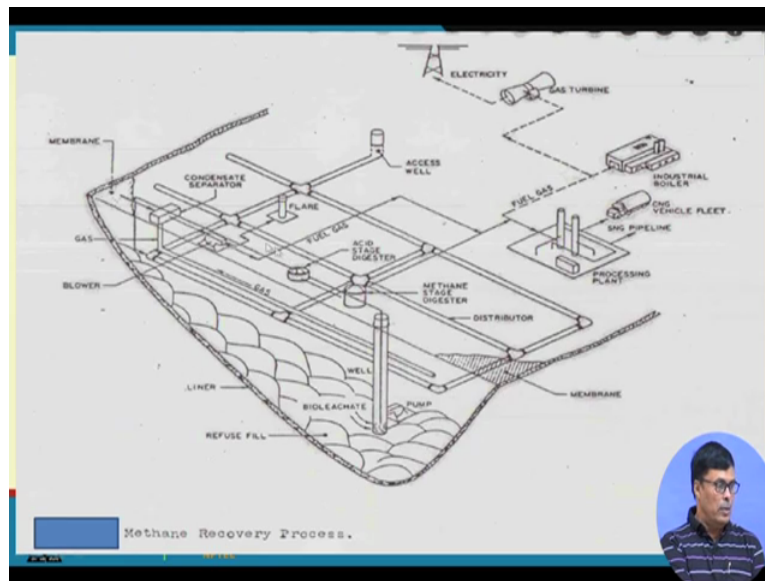 ELECTRICITY
GAS TURBINE
MEMBRANE
CONDENSATE
SEPARATOR
ACCESS
WELL
INDUSTRIAL
BOILER
FLARE
FUEL GAS
FUEL GAS
CNG
VEHICLE FLEET
SNG PIPELINE
GAS
ACID
STAGE
DIGESTER
PROCESSING
PLANT
BLOWER
GAS
METHANE
STAGE
DIGESTER
DISTRIBUTOR
WELL
LINER
MEMBRANE
BIOLEACHATE
PUMP
REFUSE FILL
Methane Recovery Process.